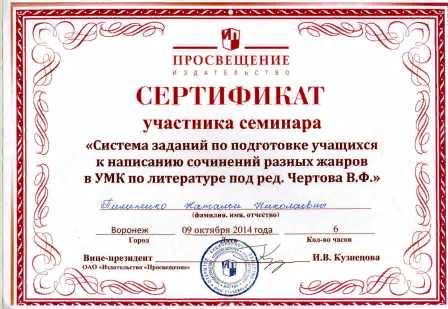 ПРОСВЕЩЕНИЕ
ИЗДАТЕЛЬСТВО
СЕРТИФИКАТ
участника семинара
«Система заданий по подготовке учащихся
к написанию сочинений разных жанров
в УМК по литературе под ред. Чертова В.Ф.»
Наталья Николаевна
(фамилия, имя, отчество)
Воронеж 09 октября 2014 года 6
Город Дата Кол-во часов
Вице-президент И.В. Кузнецова
ОАО «Издательство «Просвещение»